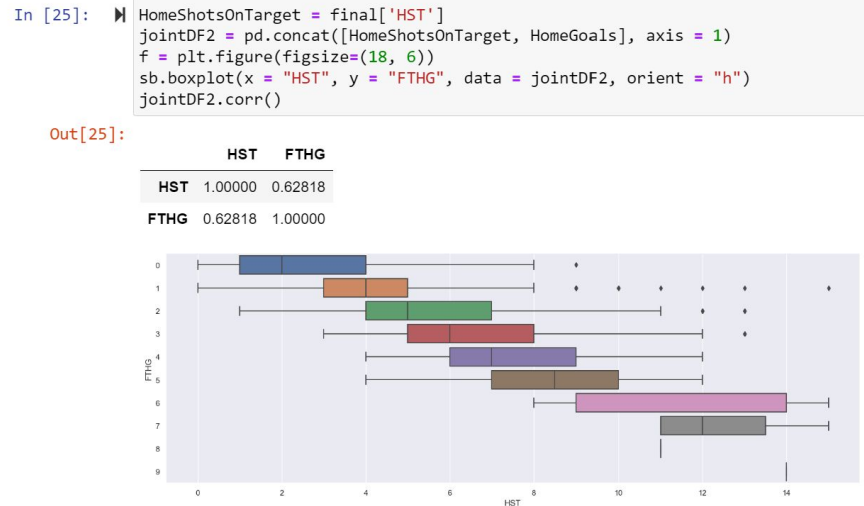 In [25]:
HomeShotsOnTarget = final['HST']
jointDF2 = pd.concat([HomeShotsOnTarget, HomeGoals], axis = 1)
f = plt.figure(figsize=(18, 6))
sb.boxplot(x = "HST", y = "FTHG", data = jointDF2, orient = "h")
jointDF2.corr()
Out[25]:
HST FTHG
HST 1.00000 0.62818
FTHG 0.62818 1.00000
0
1
2
3
4
5
6
7
8
9
FTHG
0 2 4 6 8 10 12 14
HST